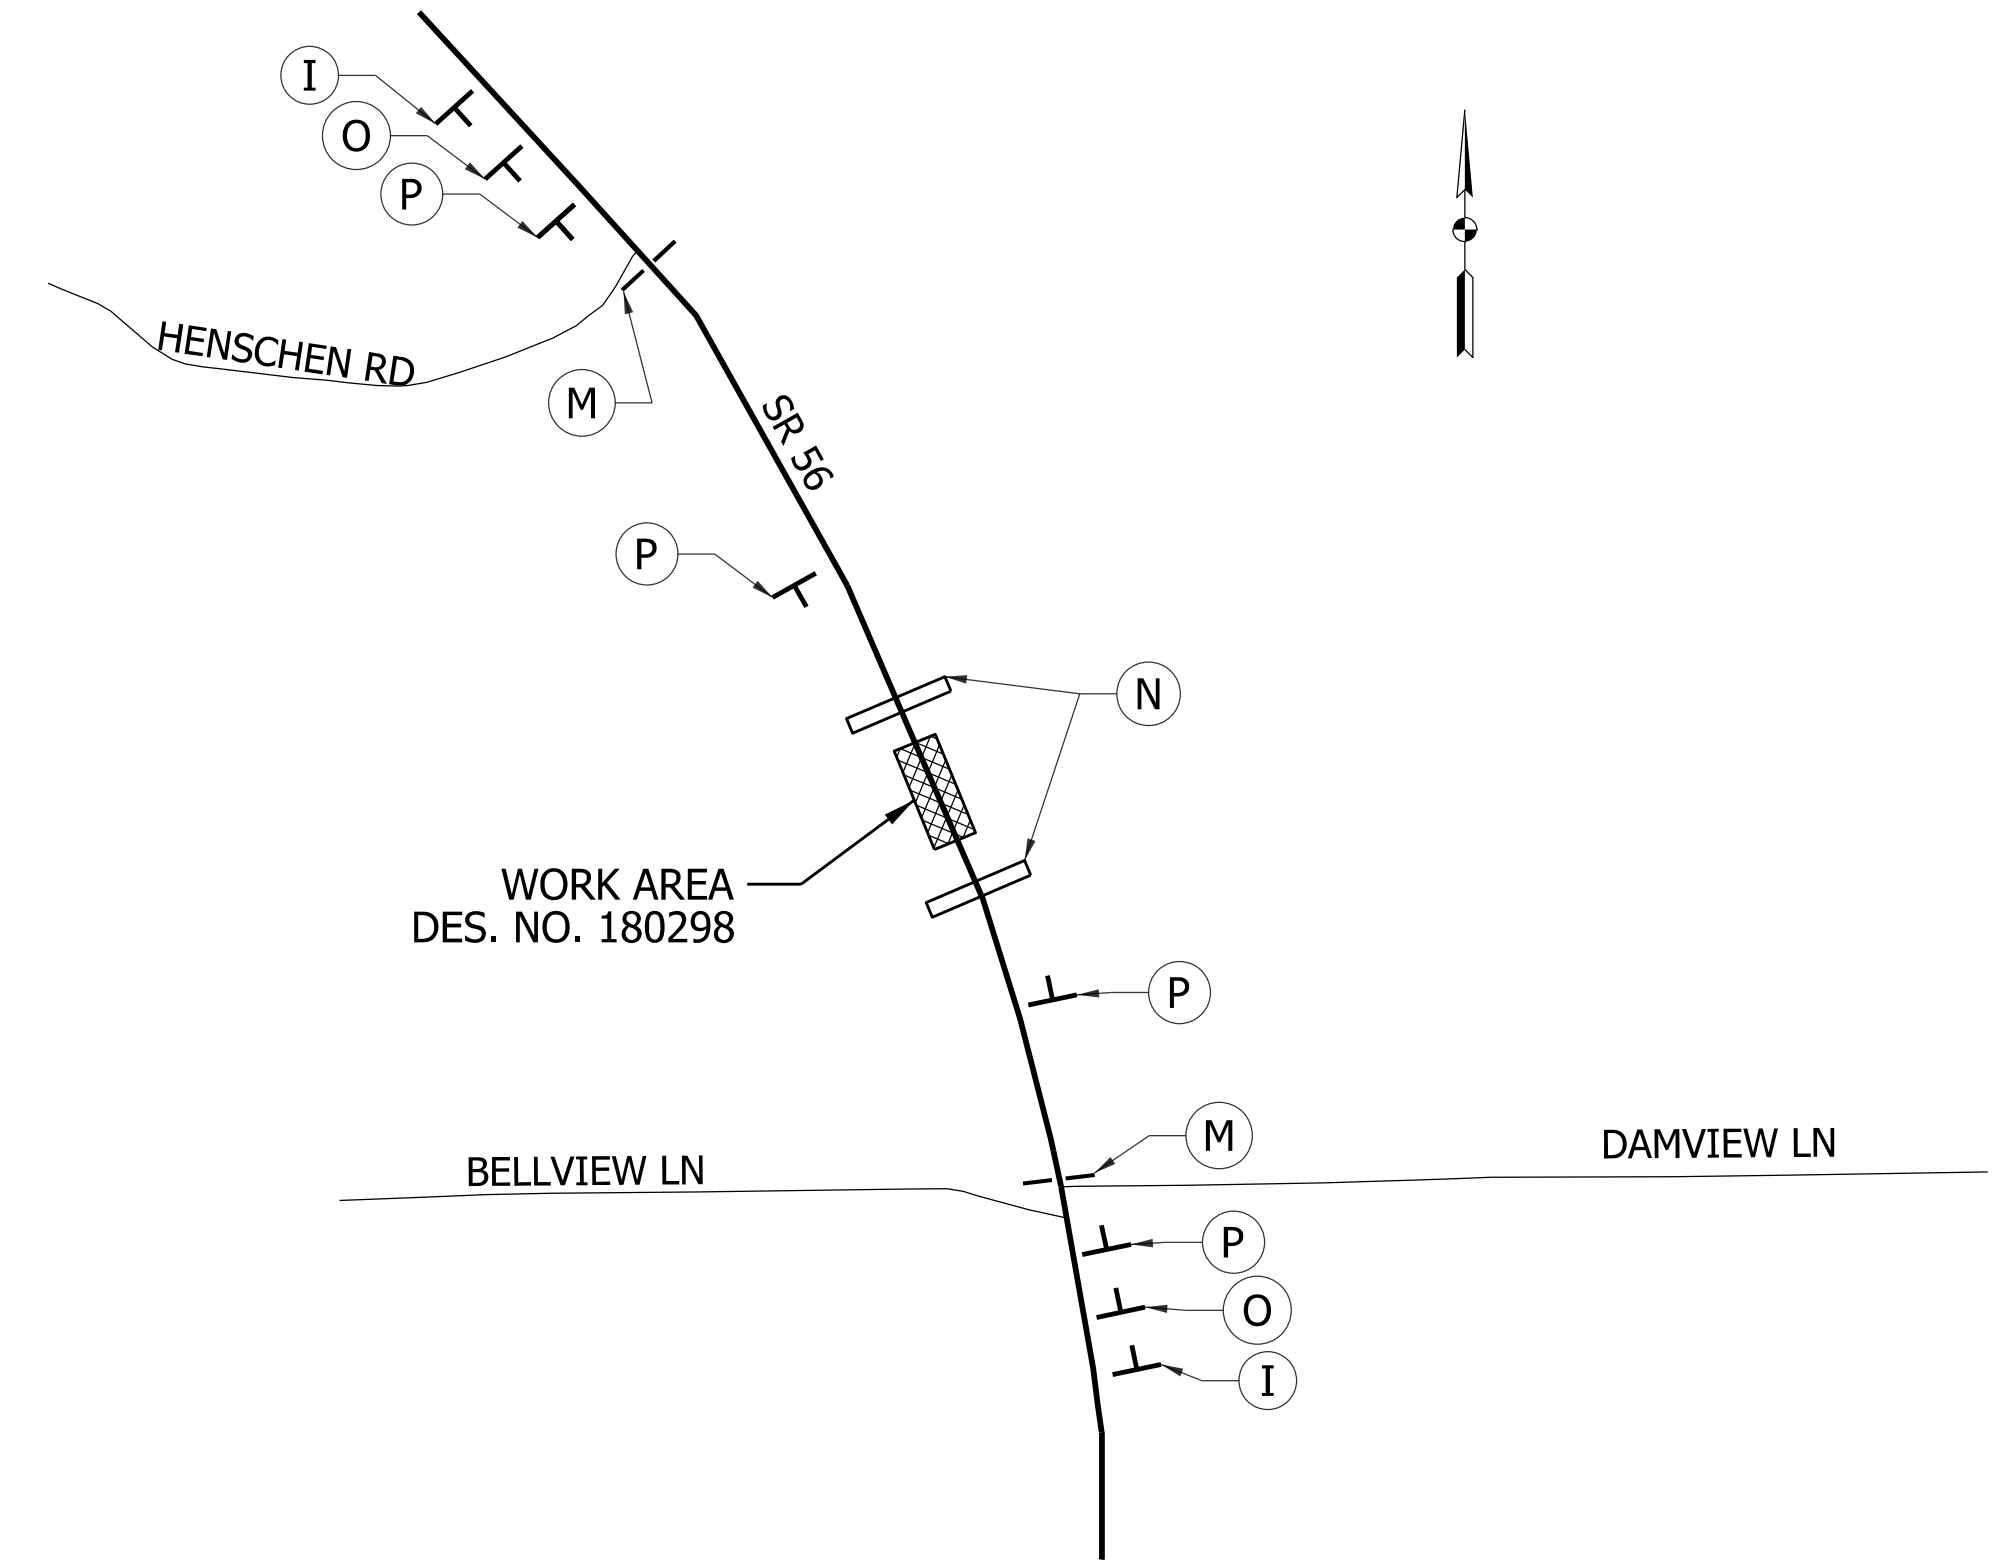 I
O
P
HENSCHEN RD
M
SR 56
P
N
WORK AREA
DES. NO. 180298
P
M
DAMVIEW LN
BELLVIEW LN
P
O
I